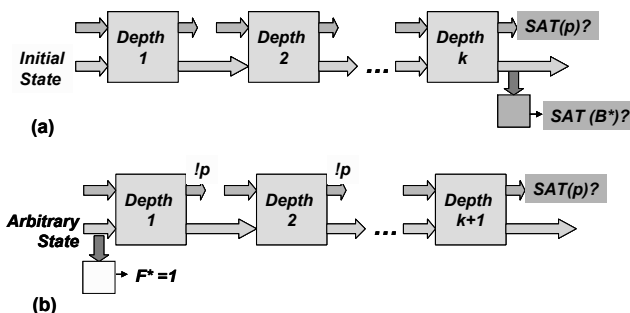 Depth 1
Depth 2
Depth k
SAT(p)?
Initial State
...
SAT (B*)?
(a)
!p
!p
Depth 1
Depth 2
Depth k+1
SAT(p)?
Arbitrary State
...
F* =1
(b)